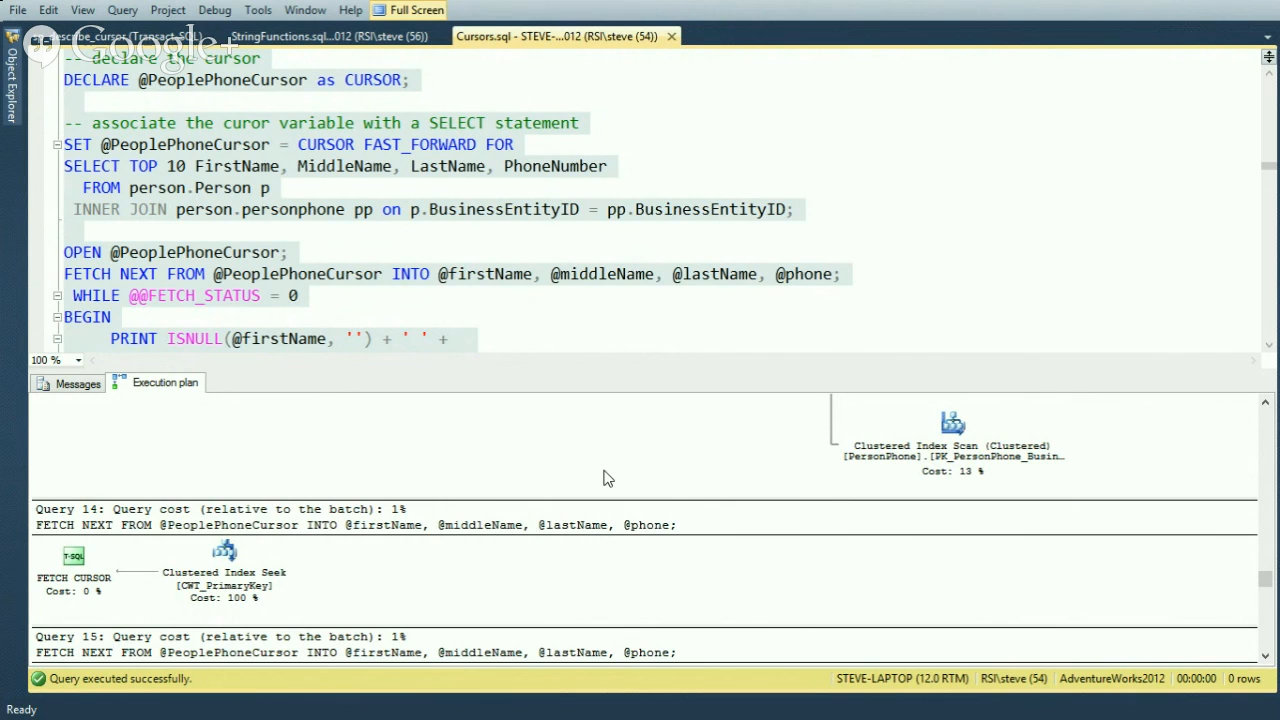 File Edit View Query Project Debug Tools Window Help Full Screen
sp_describe_cursor (Transact-SQL) StringFunctions.sql...012 (RSI\steve (56)) Cursors.sql - STEVE-...012 (RSI\steve (54))
Google+
Object Explorer
-- declare the cursor
DECLARE @PeoplePhoneCursor as CURSOR;
-- associate the curor variable with a SELECT statement
SET @PeoplePhoneCursor = CURSOR FAST_FORWARD FOR
SELECT TOP 10 FirstName, MiddleName, LastName, PhoneNumber
FROM person.Person p
INNER JOIN person.personphone pp on p.BusinessEntityID = pp.BusinessEntityID;
OPEN @PeoplePhoneCursor;
FETCH NEXT FROM @PeoplePhoneCursor INTO @firstName, @middleName, @lastName, @phone;
WHILE @@FETCH_STATUS = 0
BEGIN
PRINT ISNULL(@firstName, '') + ' ' +
100 %
Messages Execution plan
Clustered Index Scan (Clustered)
[PersonPhone].[PK_PersonPhone_Busin…
Cost: 13 %
Query 14: Query cost (relative to the batch): 1%
FETCH NEXT FROM @PeoplePhoneCursor INTO @firstName, @middleName, @lastName, @phone;
T-SQL
FETCH CURSOR
Cost: 0 %
Clustered Index Seek
[CWT_PrimaryKey]
Cost: 100 %
Query 15: Query cost (relative to the batch): 1%
FETCH NEXT FROM @PeoplePhoneCursor INTO @firstName, @middleName, @lastName, @phone;
Query executed successfully. STEVE-LAPTOP (12.0 RTM) RSI\steve (54) AdventureWorks2012 00:00:00 0 rows
Ready